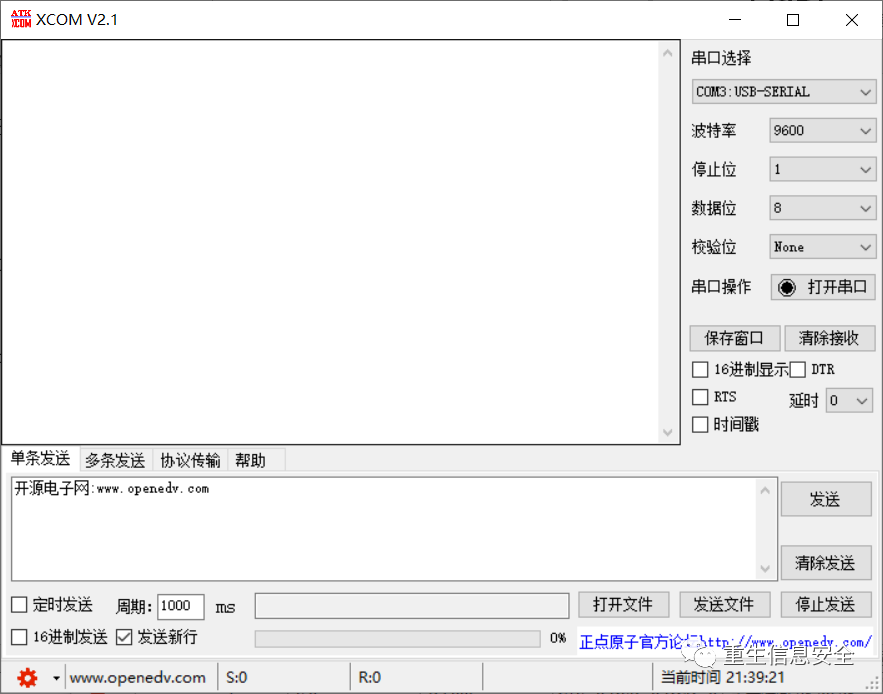 ATK XCOM XCOM V2.1
串口选择
COM3:USB-SERIAL
波特率 9600
停止位 1
数据位 8
校验位 None
串口操作 打开串口
保存窗口 清除接收
16进制显示 DTR
RTS 延时 0
时间戳
单条发送 多条发送 协议传输 帮助
开源电子网:www.openedv.com
发送
清除发送
定时发送 周期: 1000 ms 打开文件 发送文件 停止发送
16进制发送 发送新行 0% 正点原子官方论坛http://www.openedv.com/
重生信息安全
www.openedv.com S:0 R:0 当前时间 21:39:21